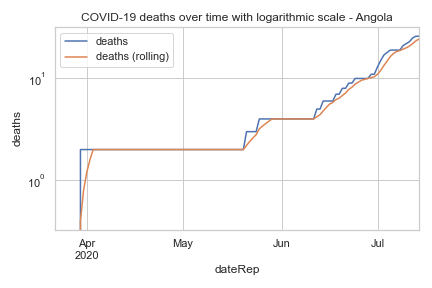 COVID-19 deaths over time with logarithmic scale - Angola
deaths
deaths (rolling)
10¹
10⁰
deaths
Apr May Jun Jul
2020
dateRep